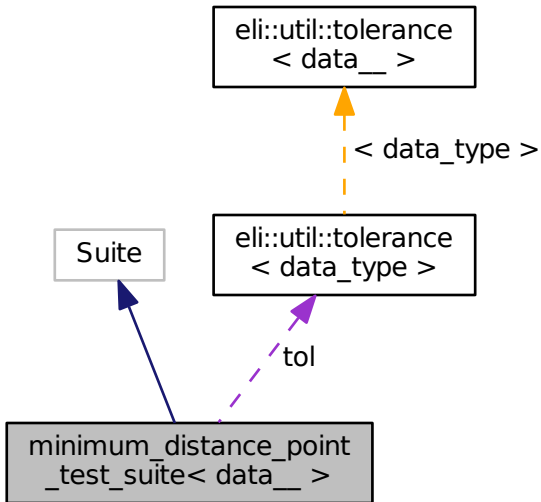 eli::util::tolerance
< data__ >
< data_type >
eli::util::tolerance
< data_type >
Suite
tol
minimum_distance_point
_test_suite< data__ >